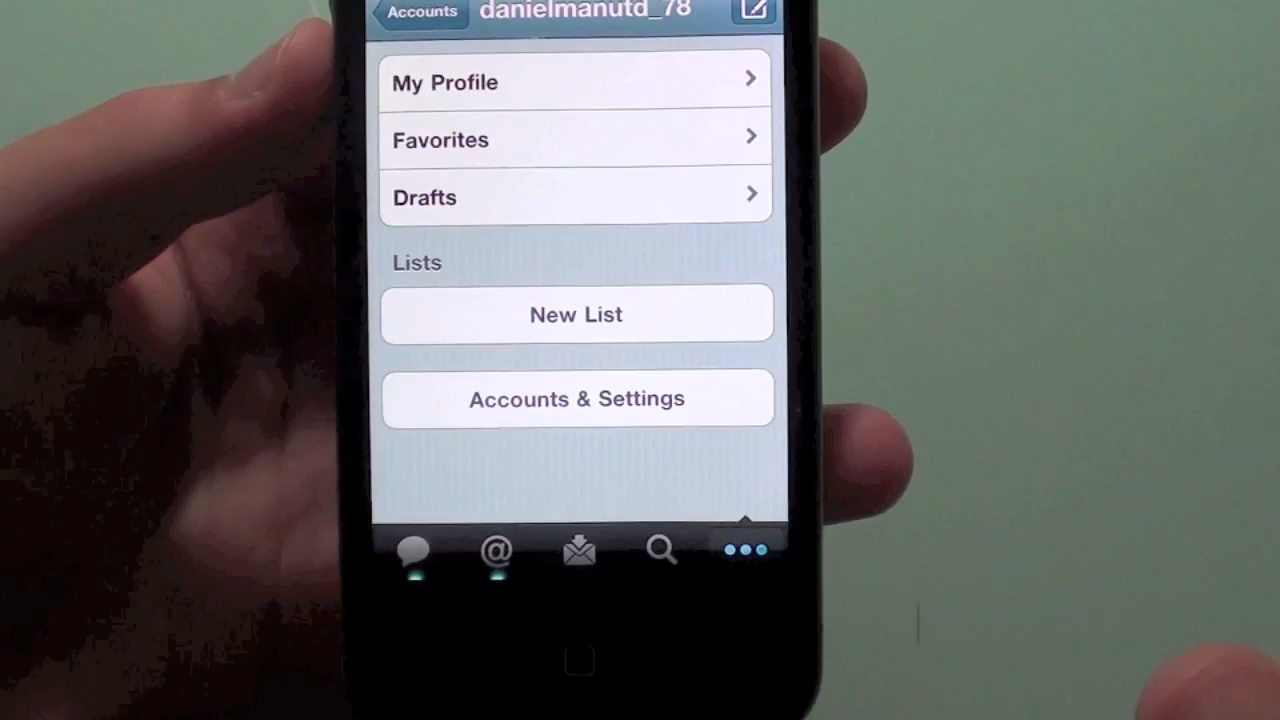 Accounts
danielmanutd_78
My Profile
Favorites
Drafts
Lists
New List
Accounts & Settings
@